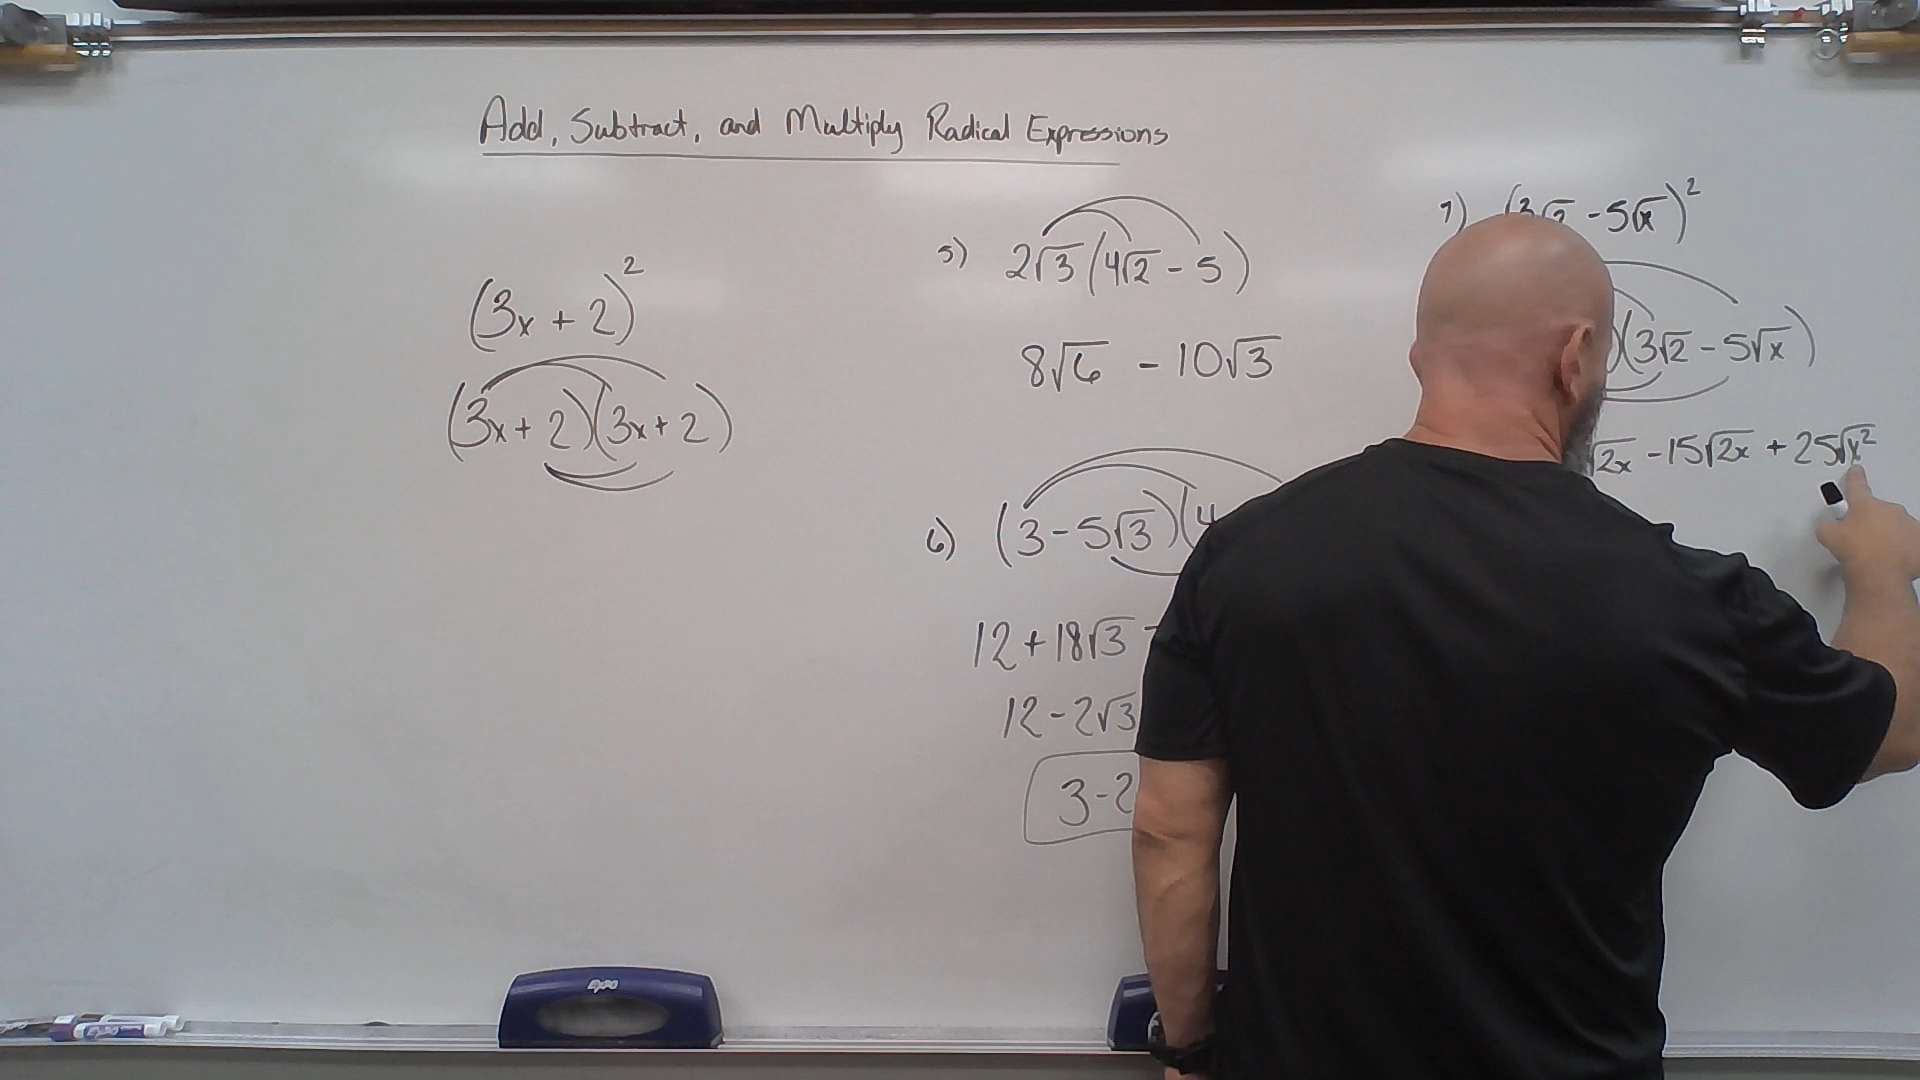 Add, Subtract, and Multiply Radical Expressions
(3x + 2)²
(3x + 2)(3x + 2)
5) 2√3(4√2 - 5)
8√6 - 10√3
6) (3 - 5√3)(4
12 + 18√3 -
12 - 2√3
3 - 2
7) (3√2 - 5√x)²
)(3√2 - 5√x)
√2x - 15√2x + 25√x²
expo